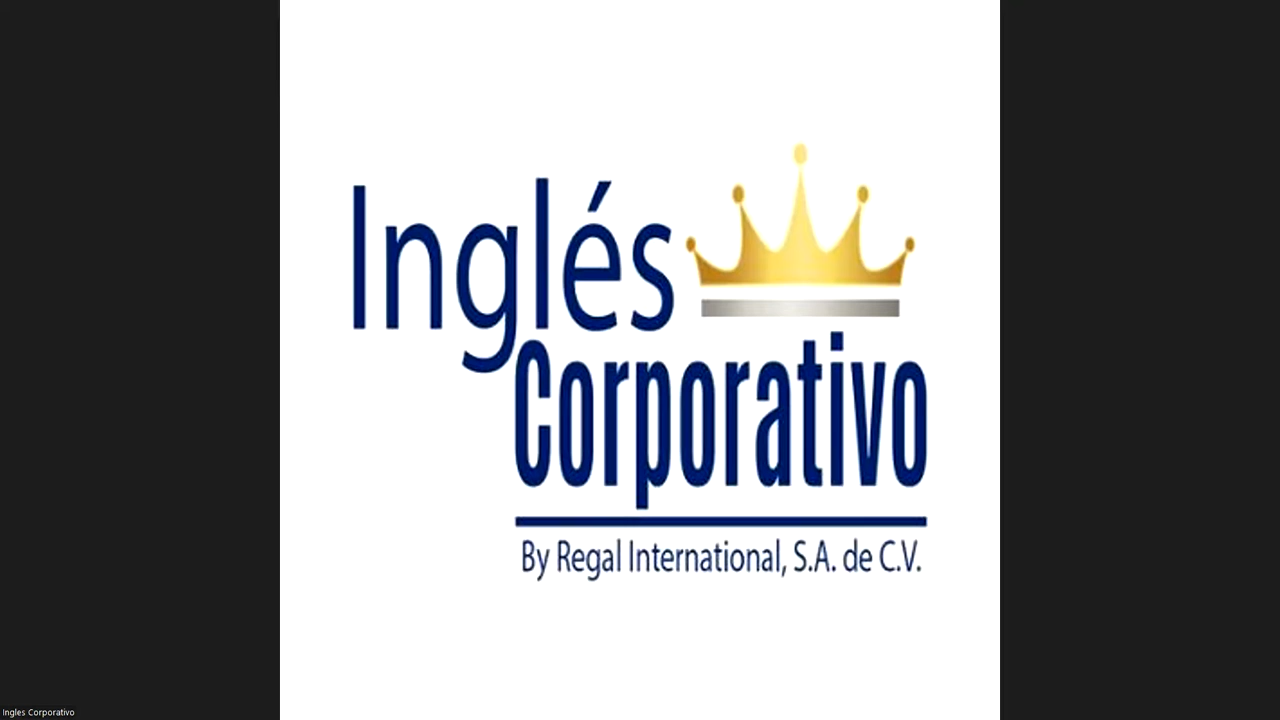 Inglés
Corporativo
By Regal International, S.A. de C.V.
Ingles Corporativo